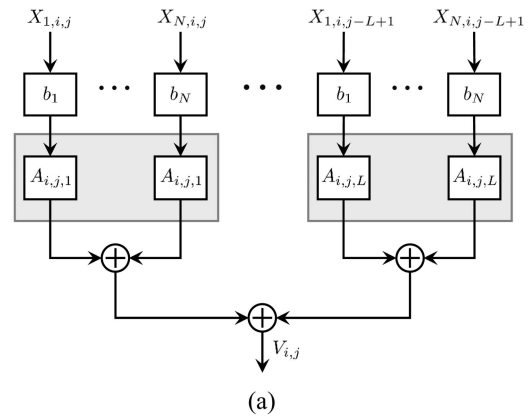 X_{1,i,j} X_{N,i,j} X_{1,i,j-L+1} X_{N,i,j-L+1}
b_1 ... b_N ... b_1 ... b_N
A_{i,j,1} A_{i,j,1} A_{i,j,L} A_{i,j,L}
+ +
+
V_{i,j}
(a)